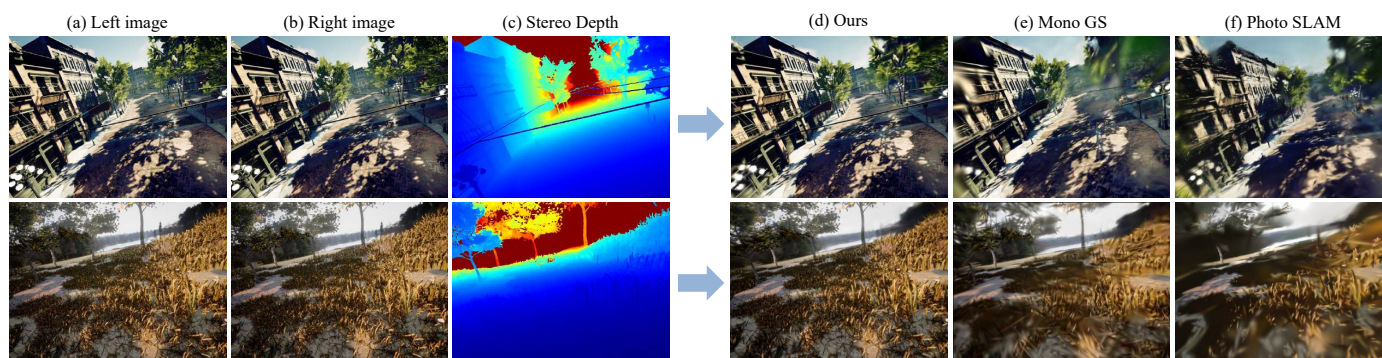 (a) Left image
(b) Right image
(c) Stereo Depth
(d) Ours
(e) Mono GS
(f) Photo SLAM